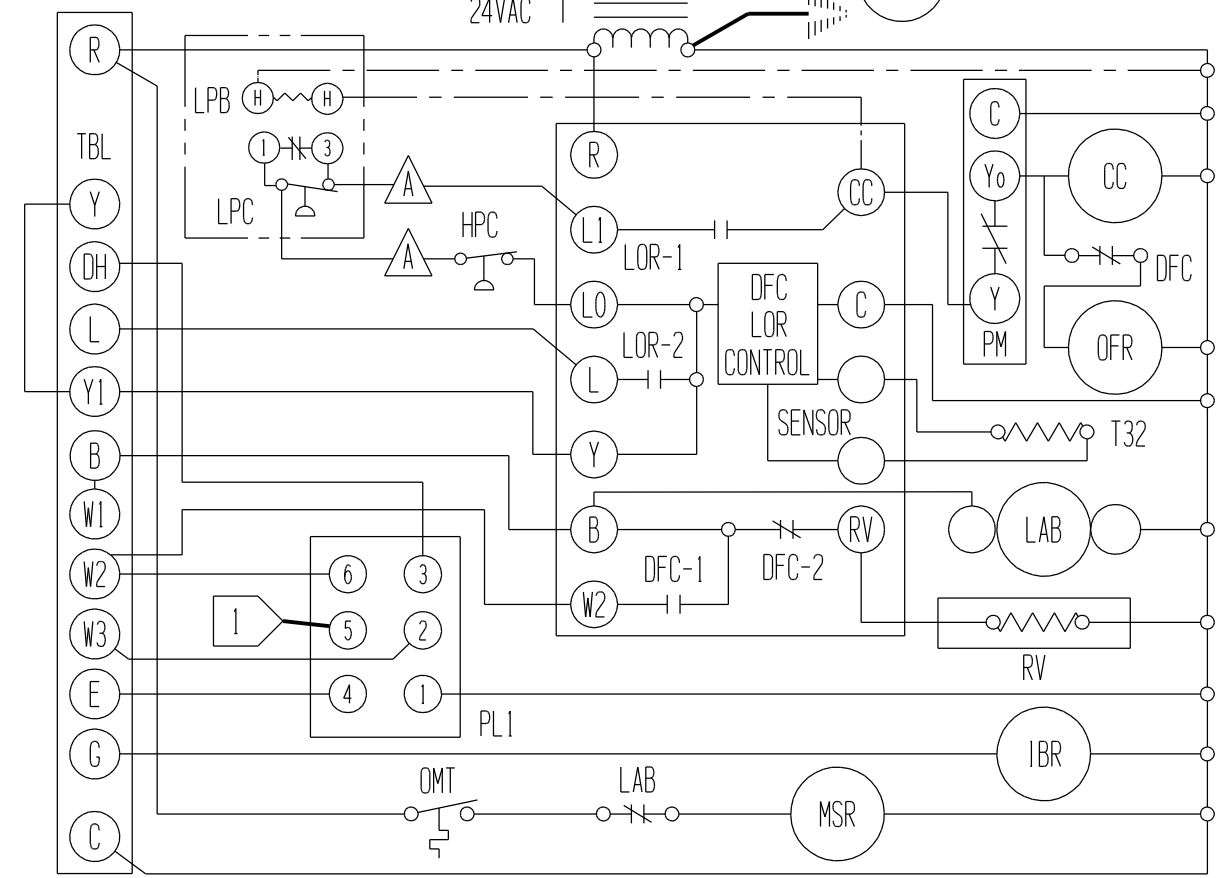 24VAC
R
TBL
Y
DH
L
Y1
B
W1
W2
W3
E
G
C
LPB
H
H
1
3
LPC
A
A
HPC
R
L1
LOR-1
CC
LO
LOR-2
L
Y
DFC
LOR
CONTROL
C
SENSOR
B
DFC-1
DFC-2
RV
W2
C
Yo
Y
PM
CC
DFC
OFR
T32
LAB
RV
1
6
3
5
2
4
1
PL1
IBR
OMT
LAB
MSR